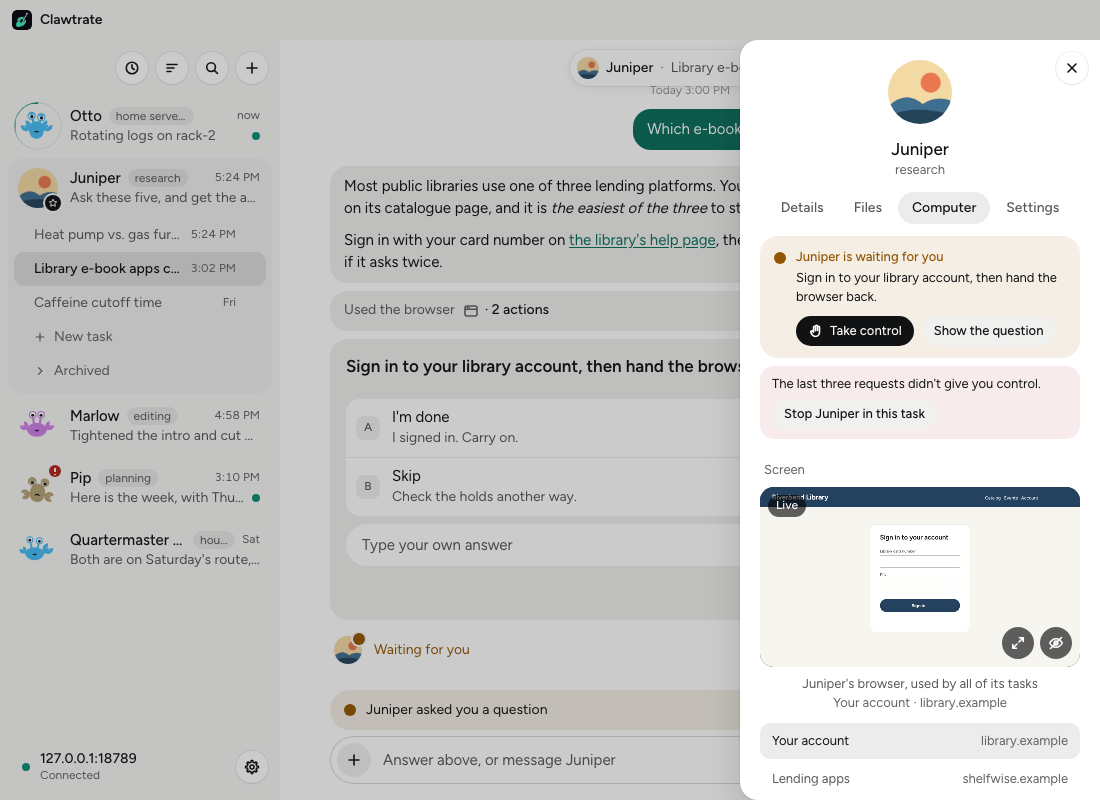 Clawtrate
Otto home serve... now
Rotating logs on rack-2
Juniper research 5:24 PM
Ask these five, and get the a...
Heat pump vs. gas fur... 5:24 PM
Library e-book apps c... 3:02 PM
Caffeine cutoff time Fri
+ New task
Archived
Marlow editing 4:58 PM
Tightened the intro and cut ...
Pip planning 3:10 PM
Here is the week, with Thu...
Quartermaster ... hou... Sat
Both are on Saturday's route,...
127.0.0.1:18789
Connected
Juniper · Library e-b
Today 3:00 PM
Which e-book
Most public libraries use one of three lending platforms. You
on its catalogue page, and it is the easiest of the three to st
Sign in with your card number on the library's help page, the
if it asks twice.
Used the browser · 2 actions
Sign in to your library account, then hand the brows
A I'm done
I signed in. Carry on.
B Skip
Check the holds another way.
Type your own answer
Waiting for you
Juniper asked you a question
Answer above, or message Juniper
Juniper
research
Details Files Computer Settings
Juniper is waiting for you
Sign in to your library account, then hand the
browser back.
Take control Show the question
The last three requests didn't give you control.
Stop Juniper in this task
Screen
Riverbend Library Catalog Events Account
Live
Sign in to your account
Library card number
PIN
Sign in
Juniper's browser, used by all of its tasks
Your account · library.example
Your account library.example
Lending apps shelfwise.example